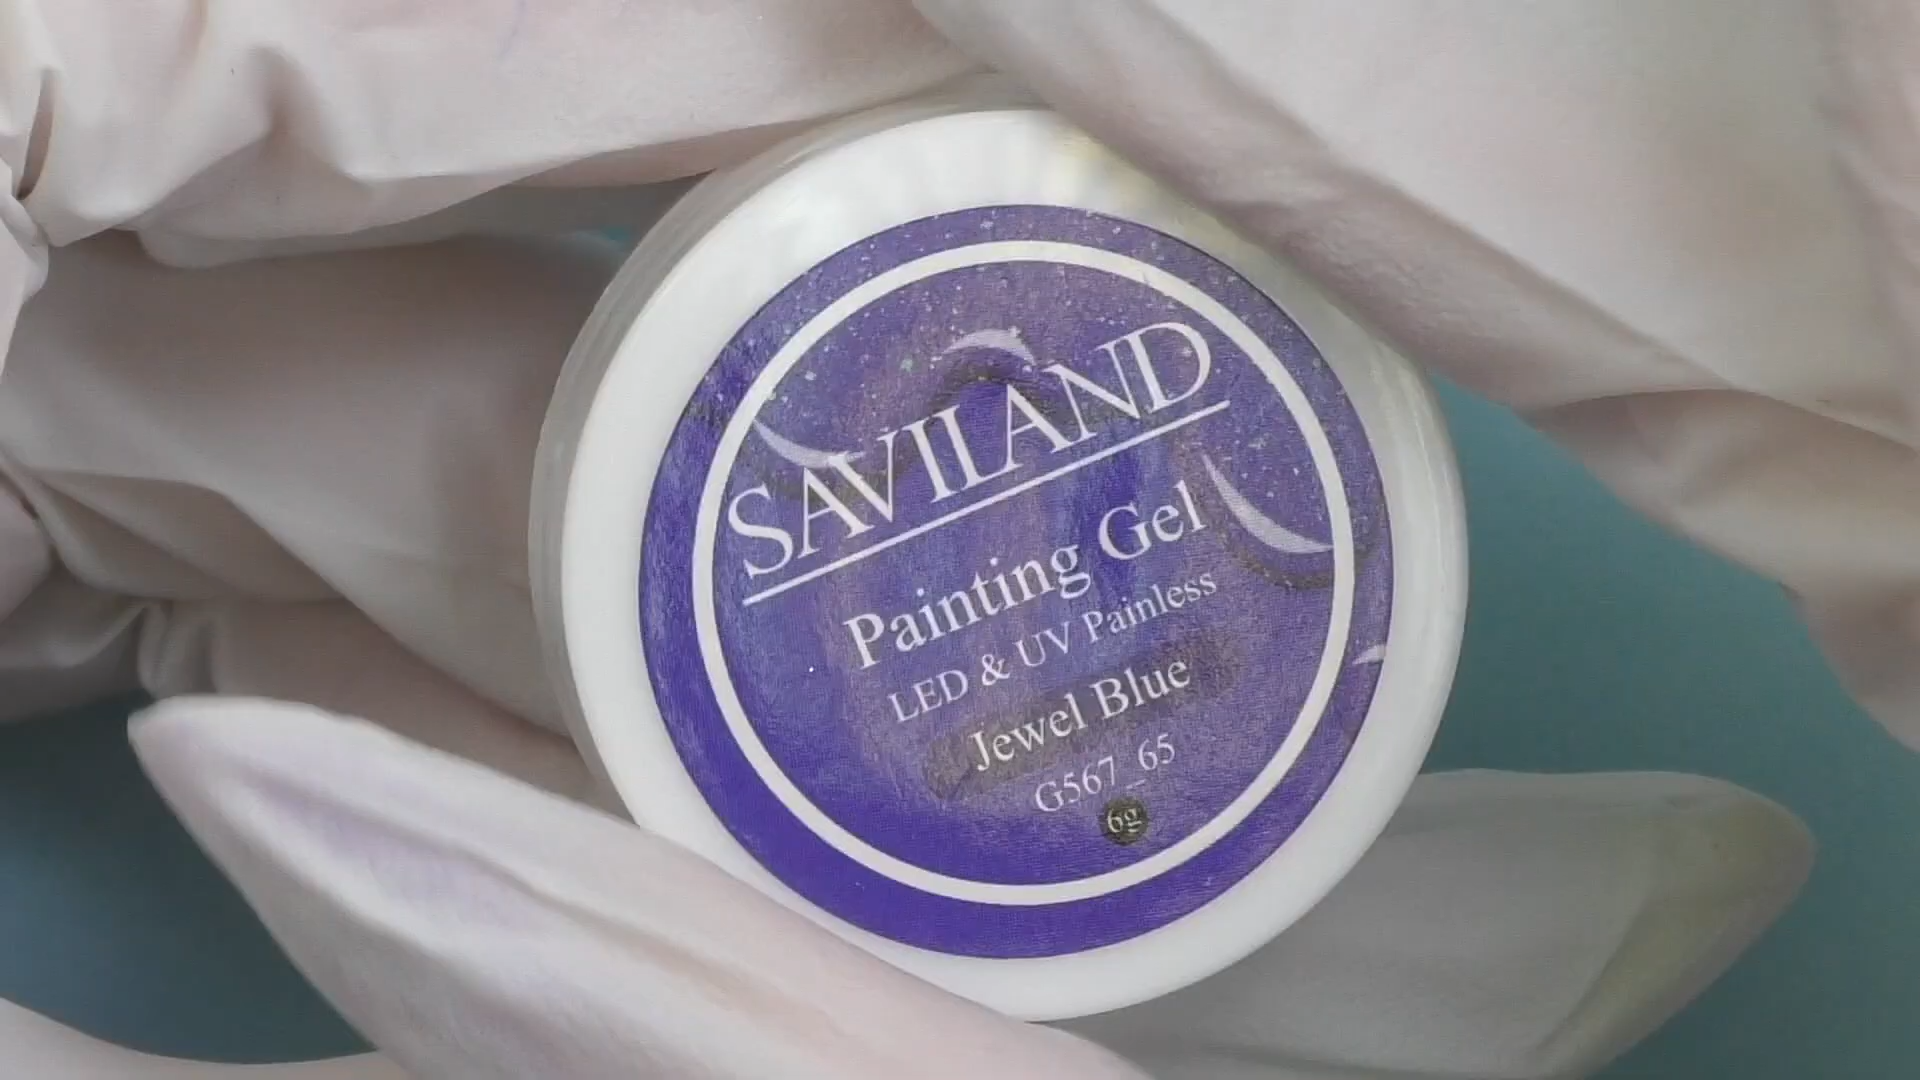 SAVILAND
Painting Gel
LED & UV Painless
Jewel Blue
G567_65
6g